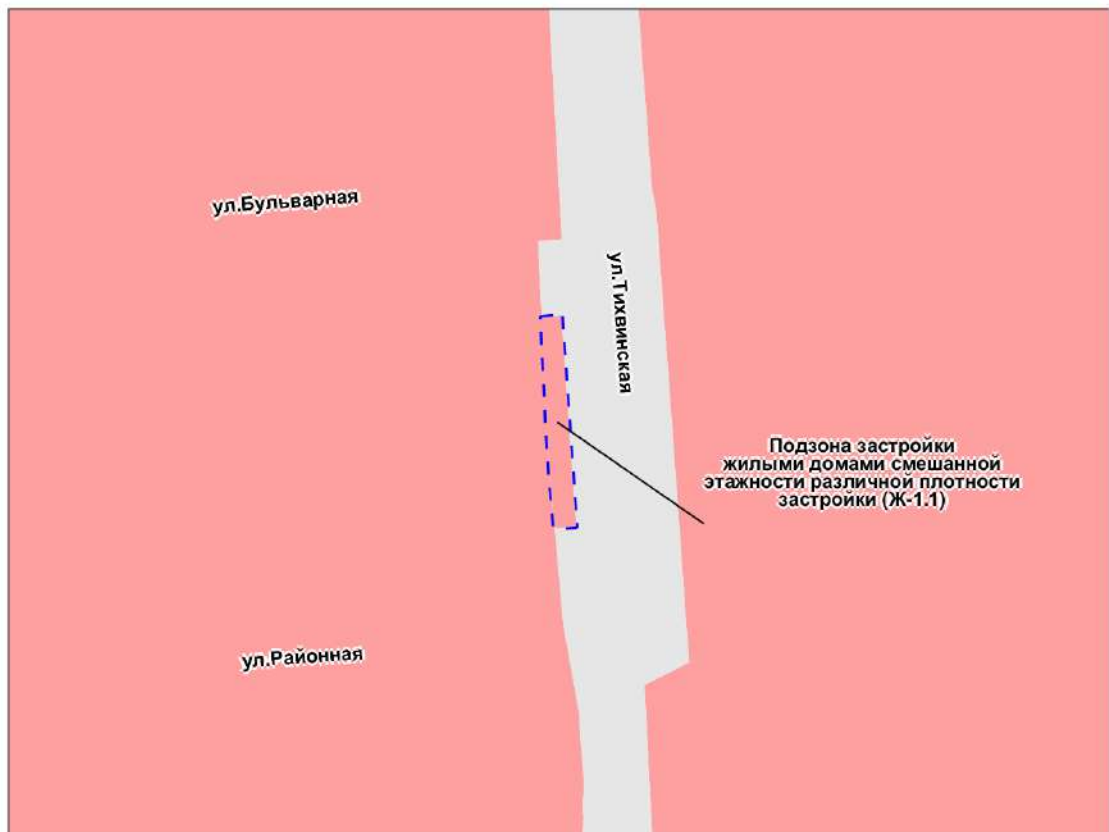 ул.Бульварная
ул.Тихвинская
Подзона застройки
жилыми домами смешанной
этажности различной плотности
застройки (Ж-1.1)
ул.Районная